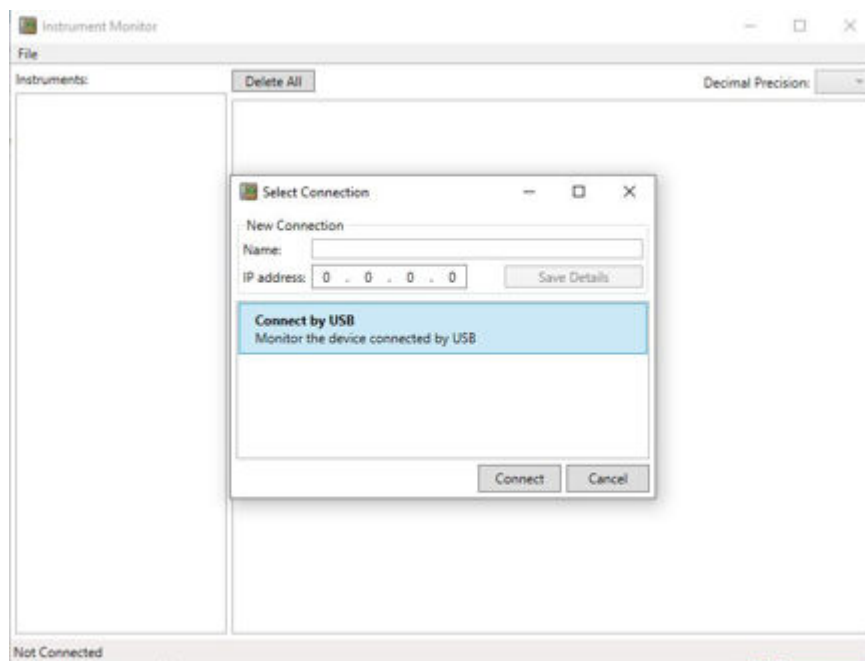 Instrument Monitor
File
Instruments:
Delete All
Decimal Precision:
Select Connection
New Connection
Name:
IP address: 0 . 0 . 0 . 0
Save Details
Connect by USB
Monitor the device connected by USB
Connect
Cancel
Not Connected